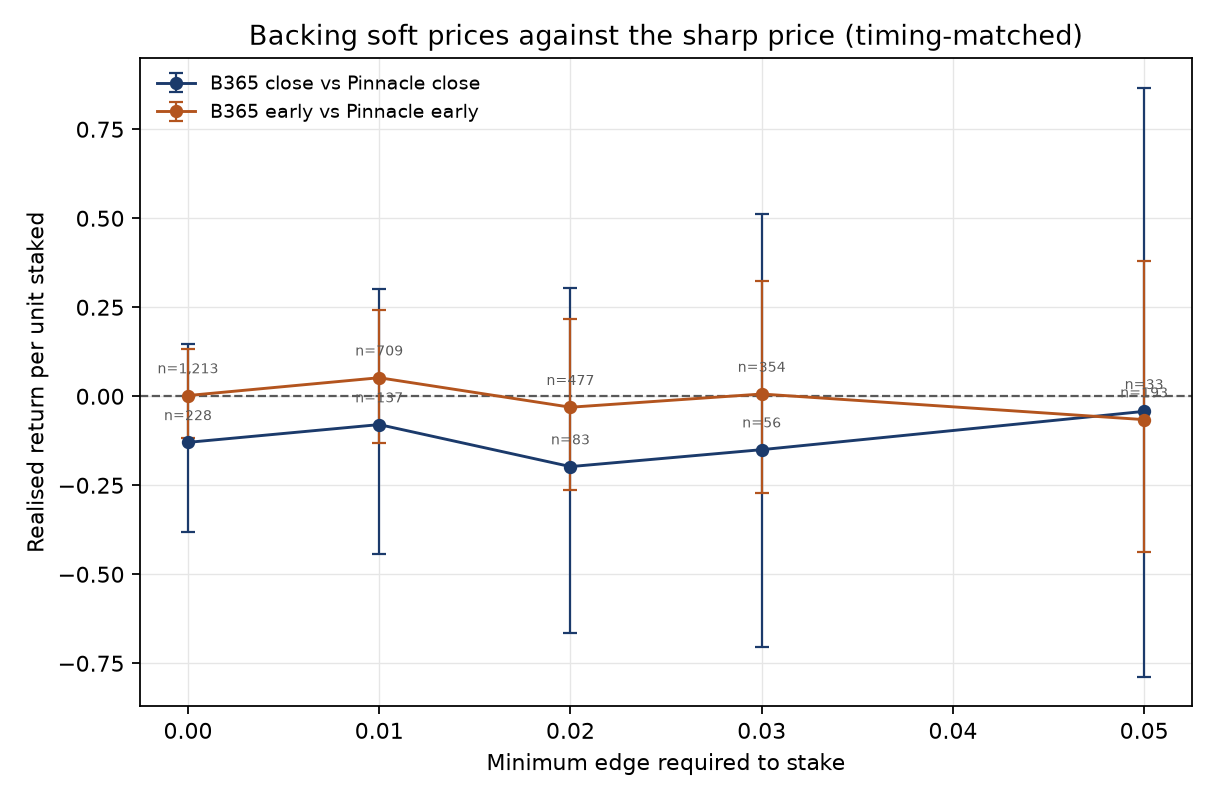 Backing soft prices against the sharp price (timing-matched)
B365 close vs Pinnacle close
B365 early vs Pinnacle early
Realised return per unit staked
0.75
0.50
0.25
0.00
−0.25
−0.50
−0.75
n=1,213
n=228
n=709
n=137
n=477
n=83
n=354
n=56
n=33
n=193
0.00
0.01
0.02
0.03
0.04
0.05
Minimum edge required to stake